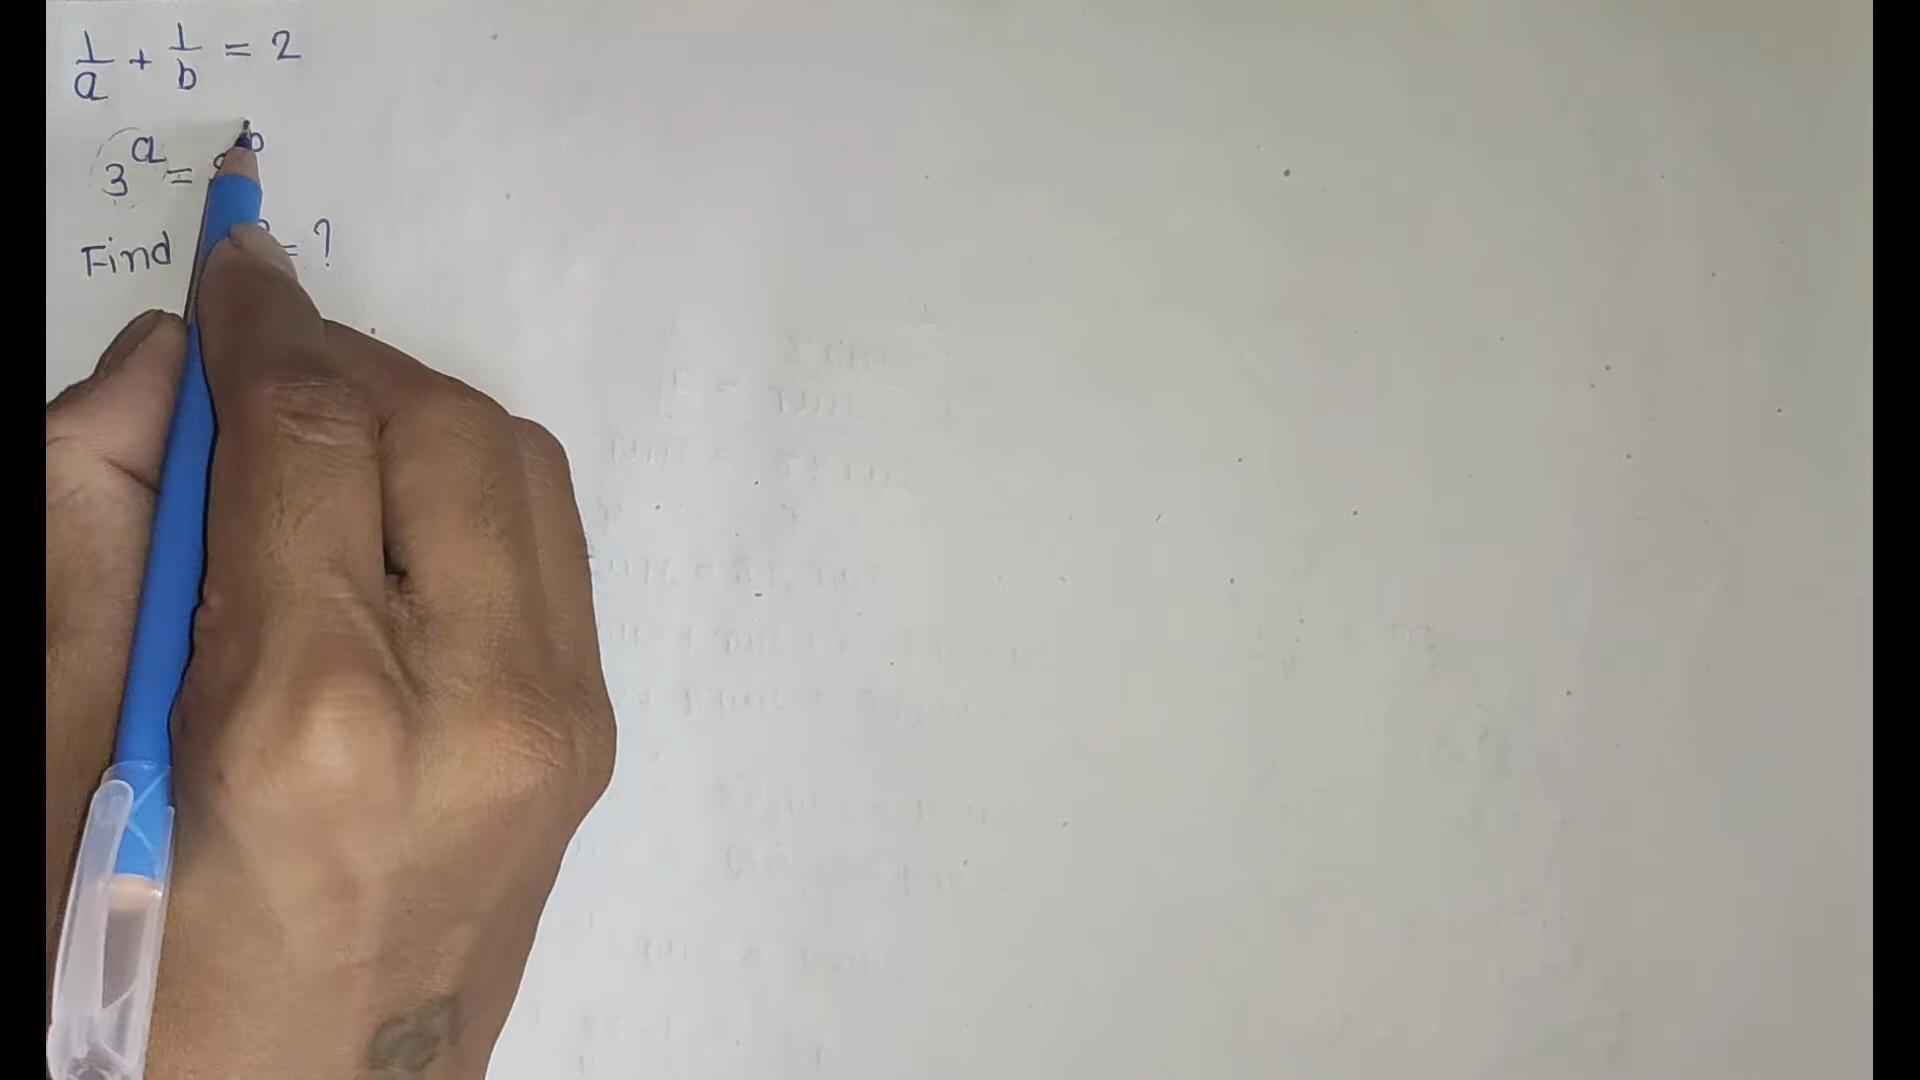 1/a + 1/b = 2
3^a = b
Find = ?